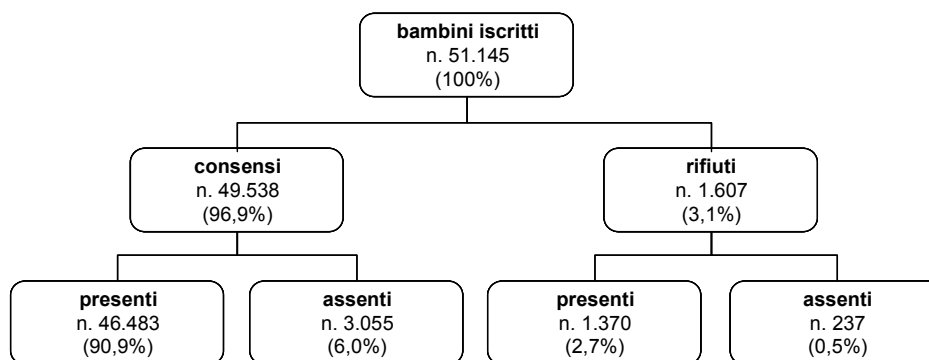 bambini iscritti
n. 51.145
(100%)
consensi
n. 49.538
(96,9%)
rifiuti
n. 1.607
(3,1%)
presenti
n. 46.483
(90,9%)
assenti
n. 3.055
(6,0%)
presenti
n. 1.370
(2,7%)
assenti
n. 237
(0,5%)